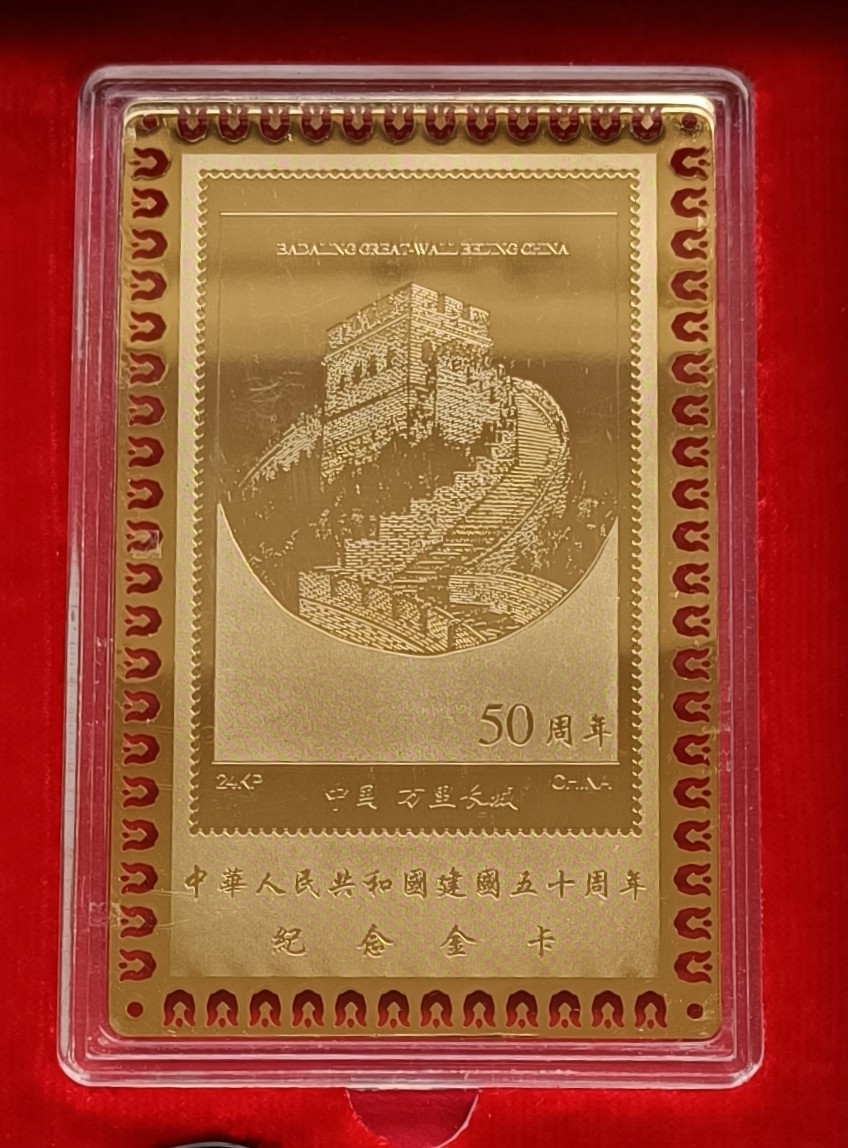 BADALING GREAT-WALL BEIJING CHINA
50周年
24KP
CHINA
中国 万里长城
中華人民共和國建國五十周年
紀念金卡